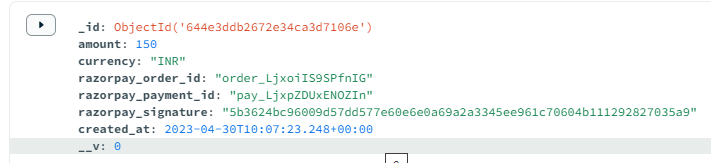 _id: ObjectId('644e3ddb2672e34ca3d7106e')
amount: 150
currency: "INR"
razorpay_order_id: "order_LjxoiIS9SPfnIG"
razorpay_payment_id: "pay_LjxpZDUxENOZIn"
razorpay_signature: "5b3624bc96009d57dd577e60e6e0a69a2a3345ee961c70604b111292827035a9"
created_at: 2023-04-30T10:07:23.248+00:00
__v: 0